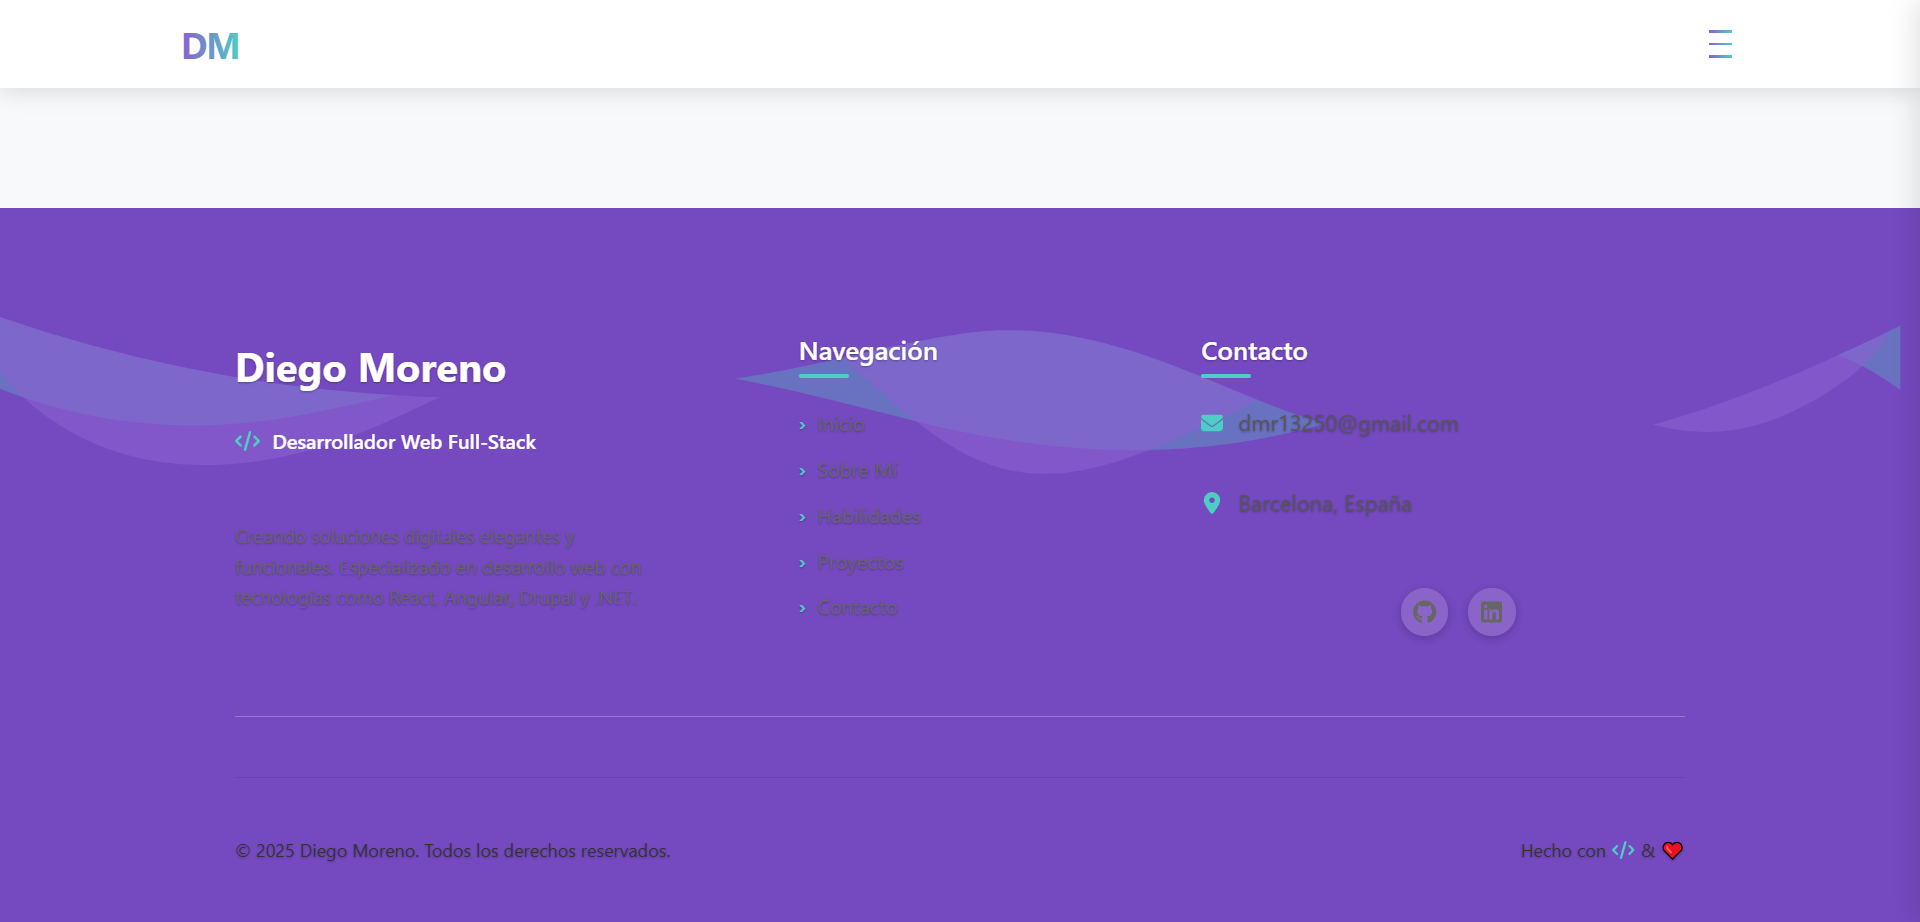 DM
Diego Moreno
Desarrollador Web Full-Stack
Creando soluciones digitales elegantes y
funcionales. Especializado en desarrollo web con
tecnologías como React, Angular, Drupal y .NET.
Navegación
› Inicio
› Sobre Mí
› Habilidades
› Proyectos
› Contacto
Contacto
dmr13250@gmail.com
Barcelona, España
© 2025 Diego Moreno. Todos los derechos reservados.
Hecho con </> & ❤️